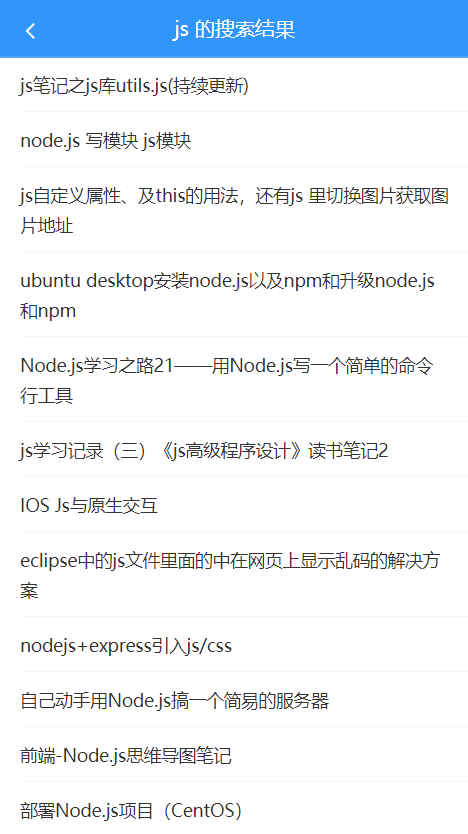 js 的搜索结果
js笔记之js库utils.js(持续更新)
node.js 写模块 js模块
js自定义属性、及this的用法，还有js 里切换图片获取图
片地址
ubuntu desktop安装node.js以及npm和升级node.js
和npm
Node.js学习之路21——用Node.js写一个简单的命令
行工具
js学习记录（三）《js高级程序设计》读书笔记2
IOS Js与原生交互
eclipse中的js文件里面的中在网页上显示乱码的解决方
案
nodejs+express引入js/css
自己动手用Node.js搞一个简易的服务器
前端-Node.js思维导图笔记
部署Node.js项目（CentOS）